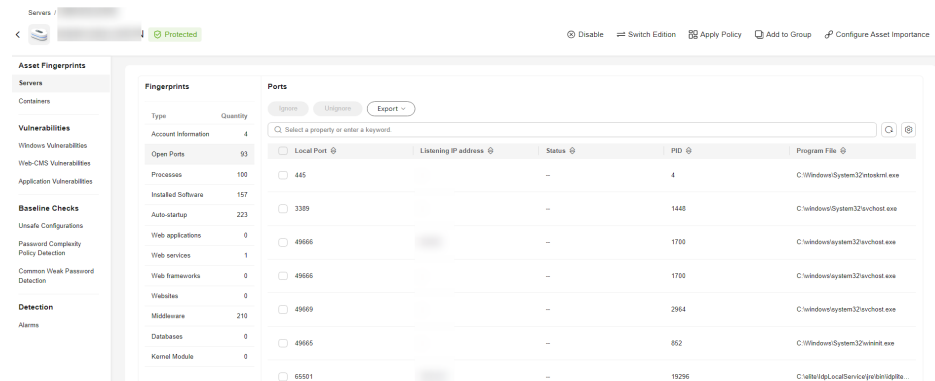 Servers /
Protected
Disable
Switch Edition
Apply Policy
Add to Group
Configure Asset Importance
Asset Fingerprints
Servers
Containers
Vulnerabilities
Windows Vulnerabilities
Web-CMS Vulnerabilities
Application Vulnerabilities
Baseline Checks
Unsafe Configurations
Password Complexity
Policy Detection
Common Weak Password
Detection
Detection
Alarms
Fingerprints
Type Quantity
Account Information 4
Open Ports 93
Processes 100
Installed Software 157
Auto-startup 223
Web applications 0
Web services 1
Web frameworks 0
Websites 0
Middleware 210
Databases 0
Kernel Module 0
Ports
Ignore Unignore Export
Select a property or enter a keyword.
Local Port Listening IP address Status PID Program File
445 -- 4 C:\Windows\System32\ntoskrnl.exe
3389 -- 1448 C:\windows\System32\svchost.exe
49666 -- 1700 C:\windows\system32\svchost.exe
49666 -- 1700 C:\windows\system32\svchost.exe
49669 -- 2964 C:\windows\system32\svchost.exe
49665 -- 852 C:\Windows\System32\wininit.exe
65501 -- 19296 C:\elite\IdpLocalService\jre\bin\idplite...